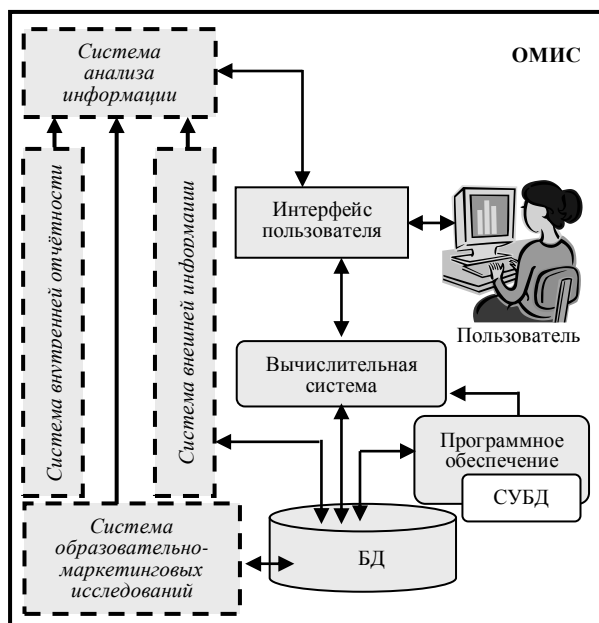 Система
анализа
информации
ОМИС
Система внутренней отчётности
Система внешней информации
Интерфейс
пользователя
Пользователь
Вычислительная
система
Программное
обеспечение
СУБД
Система
образовательно-
маркетинговых
исследований
БД